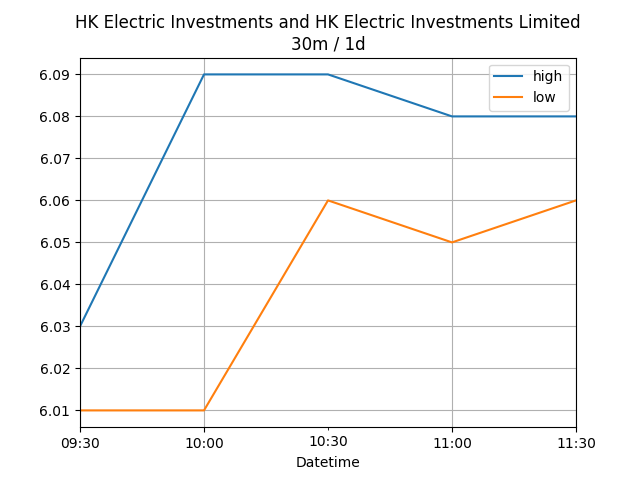 HK Electric Investments and HK Electric Investments Limited
30m / 1d
high
low
6.09
6.08
6.07
6.06
6.05
6.04
6.03
6.02
6.01
09:30 10:00 10:30 11:00 11:30
Datetime